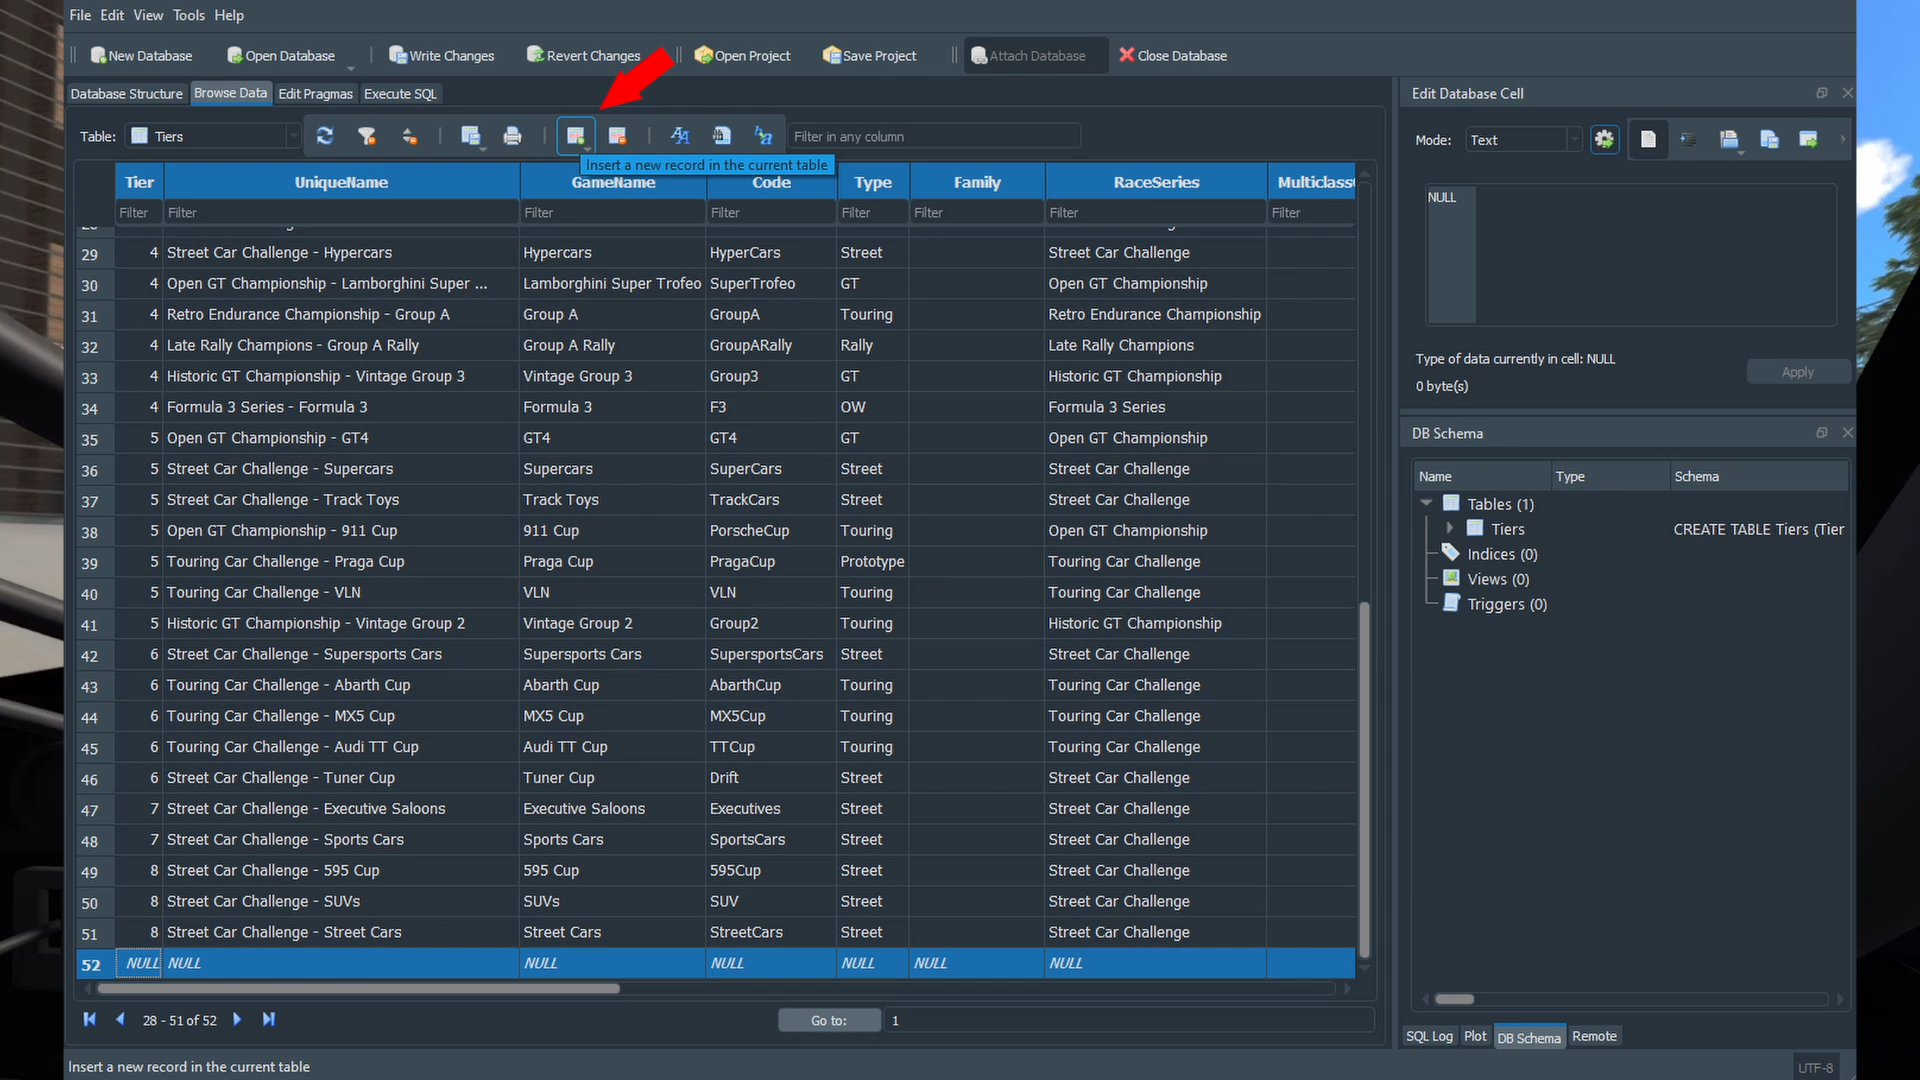 File Edit View Tools Help
New Database Open Database Write Changes Revert Changes Open Project Save Project Attach Database Close Database
Database Structure Browse Data Edit Pragmas Execute SQL
Table: Tiers Filter in any column
Insert a new record in the current table
Tier UniqueName GameName Code Type Family RaceSeries Multiclass
Filter Filter Filter Filter Filter Filter Filter Filter
29 4 Street Car Challenge - Hypercars Hypercars HyperCars Street Street Car Challenge
30 4 Open GT Championship - Lamborghini Super ... Lamborghini Super Trofeo SuperTrofeo GT Open GT Championship
31 4 Retro Endurance Championship - Group A Group A GroupA Touring Retro Endurance Championship
32 4 Late Rally Champions - Group A Rally Group A Rally GroupARally Rally Late Rally Champions
33 4 Historic GT Championship - Vintage Group 3 Vintage Group 3 Group3 GT Historic GT Championship
34 4 Formula 3 Series - Formula 3 Formula 3 F3 OW Formula 3 Series
35 5 Open GT Championship - GT4 GT4 GT4 GT Open GT Championship
36 5 Street Car Challenge - Supercars Supercars SuperCars Street Street Car Challenge
37 5 Street Car Challenge - Track Toys Track Toys TrackCars Street Street Car Challenge
38 5 Open GT Championship - 911 Cup 911 Cup PorscheCup Touring Open GT Championship
39 5 Touring Car Challenge - Praga Cup Praga Cup PragaCup Prototype Touring Car Challenge
40 5 Touring Car Challenge - VLN VLN VLN Touring Touring Car Challenge
41 5 Historic GT Championship - Vintage Group 2 Vintage Group 2 Group2 Touring Historic GT Championship
42 6 Street Car Challenge - Supersports Cars Supersports Cars SupersportsCars Street Street Car Challenge
43 6 Touring Car Challenge - Abarth Cup Abarth Cup AbarthCup Touring Touring Car Challenge
44 6 Touring Car Challenge - MX5 Cup MX5 Cup MX5Cup Touring Touring Car Challenge
45 6 Touring Car Challenge - Audi TT Cup Audi TT Cup TTCup Touring Touring Car Challenge
46 6 Street Car Challenge - Tuner Cup Tuner Cup Drift Street Street Car Challenge
47 7 Street Car Challenge - Executive Saloons Executive Saloons Executives Street Street Car Challenge
48 7 Street Car Challenge - Sports Cars Sports Cars SportsCars Street Street Car Challenge
49 8 Street Car Challenge - 595 Cup 595 Cup 595Cup Street Street Car Challenge
50 8 Street Car Challenge - SUVs SUVs SUV Street Street Car Challenge
51 8 Street Car Challenge - Street Cars Street Cars StreetCars Street Street Car Challenge
52 NULL NULL NULL NULL NULL NULL NULL
28 - 51 of 52 Go to: 1
Insert a new record in the current table
Edit Database Cell
Mode: Text
NULL
Type of data currently in cell: NULL
0 byte(s)
Apply
DB Schema
Name Type Schema
Tables (1)
Tiers CREATE TABLE Tiers (Tier
Indices (0)
Views (0)
Triggers (0)
SQL Log Plot DB Schema Remote
UTF-8